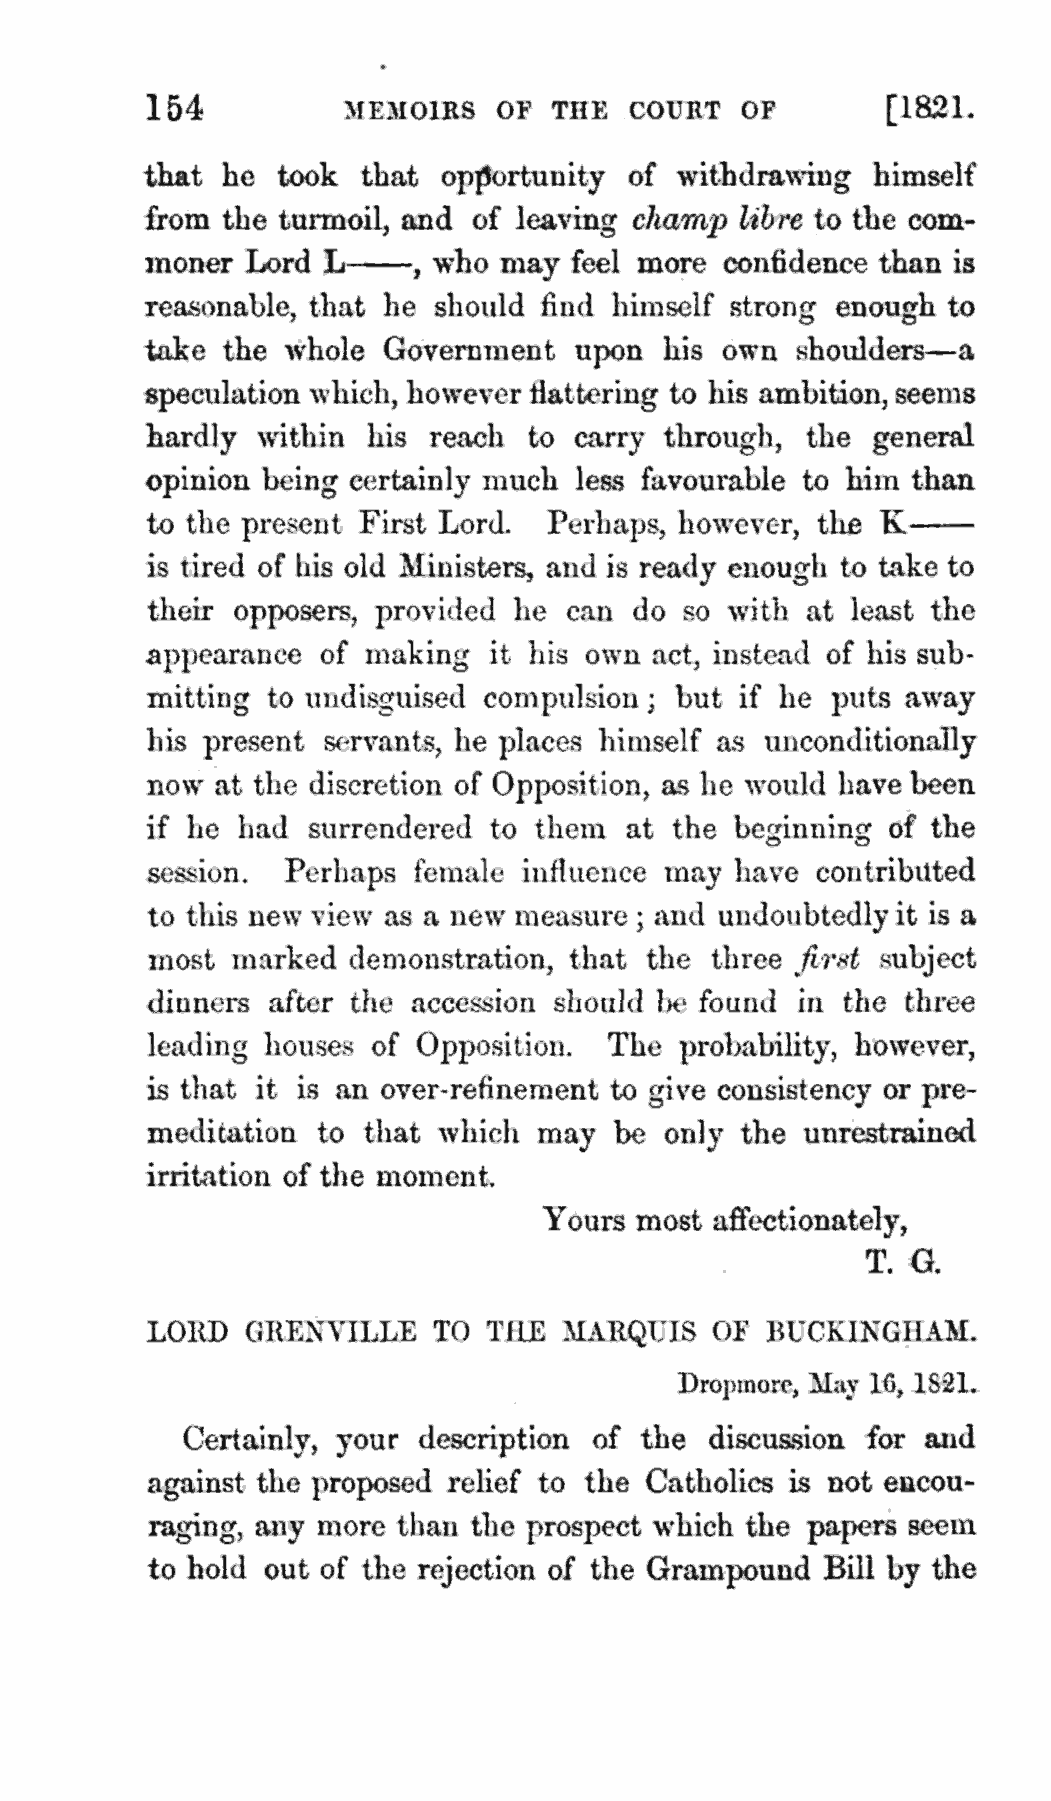 154 MEMOIRS OF THE COURT OF [1821.
that he took that opportunity of withdrawing himself
from the turmoil, and of leaving champ libre to the com-
moner Lord L——, who may feel more confidence than is
reasonable, that he should find himself strong enough to
take the whole Government upon his own shoulders—a
speculation which, however flattering to his ambition, seems
hardly within his reach to carry through, the general
opinion being certainly much less favourable to him than
to the present First Lord. Perhaps, however, the K——
is tired of his old Ministers, and is ready enough to take to
their opposers, provided he can do so with at least the
appearance of making it his own act, instead of his sub-
mitting to undisguised compulsion; but if he puts away
his present servants, he places himself as unconditionally
now at the discretion of Opposition, as he would have been
if he had surrendered to them at the beginning of the
session. Perhaps female influence may have contributed
to this new view as a new measure; and undoubtedly it is a
most marked demonstration, that the three first subject
dinners after the accession should be found in the three
leading houses of Opposition. The probability, however,
is that it is an over-refinement to give consistency or pre-
meditation to that which may be only the unrestrained
irritation of the moment.
Yours most affectionately,
T. G.
LORD GRENVILLE TO THE MARQUIS OF BUCKINGHAM.
Dropmore, May 16, 1821.
Certainly, your description of the discussion for and
against the proposed relief to the Catholics is not encou-
raging, any more than the prospect which the papers seem
to hold out of the rejection of the Grampound Bill by the